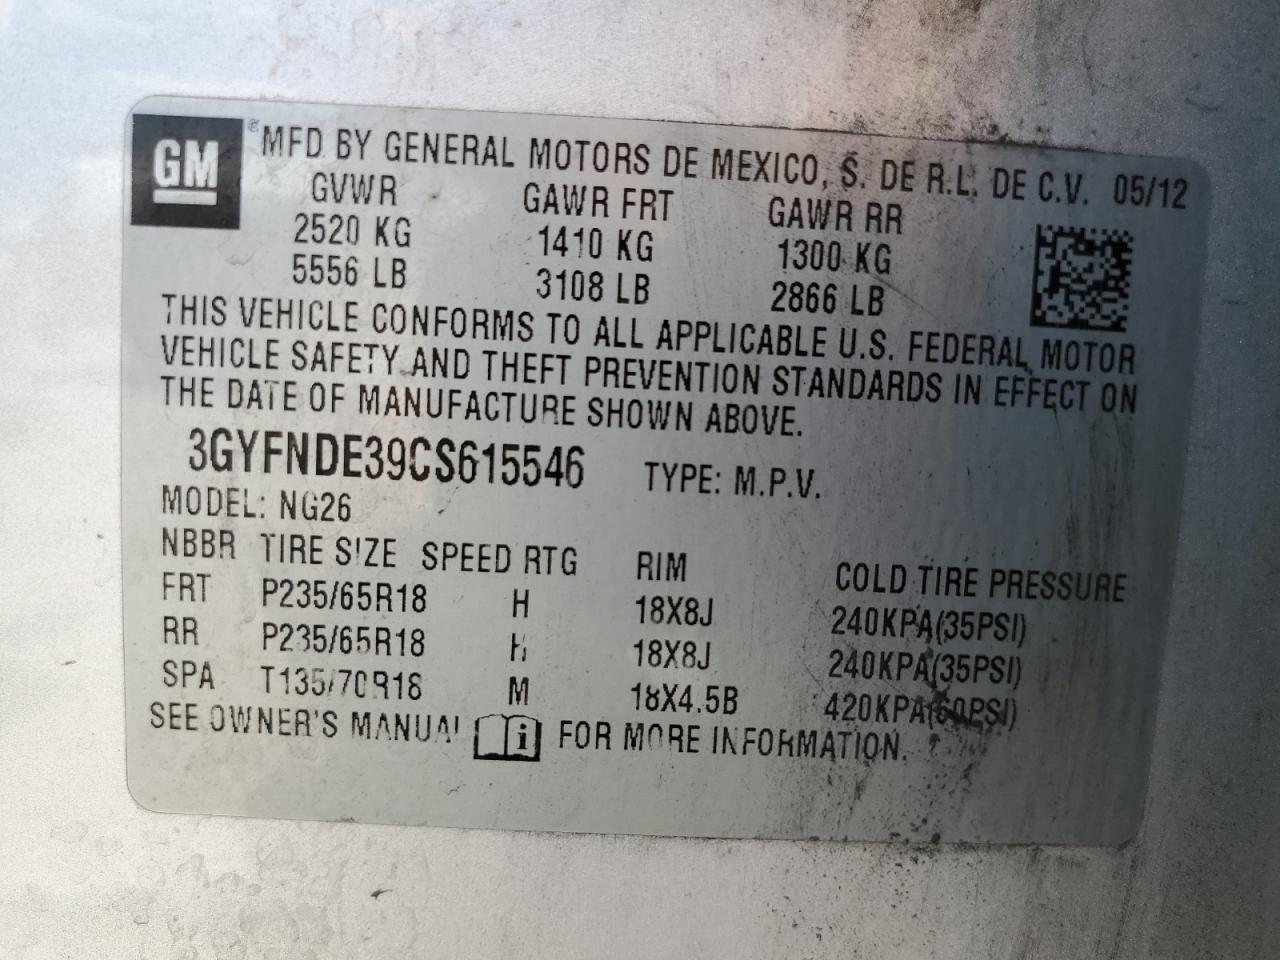 GM ® MFD BY GENERAL MOTORS DE MEXICO, S. DE R.L. DE C.V. 05/12
GVWR GAWR FRT GAWR RR
2520 KG 1410 KG 1300 KG
5556 LB 3108 LB 2866 LB
THIS VEHICLE CONFORMS TO ALL APPLICABLE U.S. FEDERAL MOTOR
VEHICLE SAFETY AND THEFT PREVENTION STANDARDS IN EFFECT ON
THE DATE OF MANUFACTURE SHOWN ABOVE.
3GYFNDE39CS615546 TYPE: M.P.V.
MODEL: NG26
NBBR TIRE SIZE SPEED RTG RIM COLD TIRE PRESSURE
FRT P235/65R18 H 18X8J 240KPA(35PSI)
RR P235/65R18 H 18X8J 240KPA(35PSI)
SPA T135/70R18 M 18X4.5B 420KPA(60PSI)
SEE OWNER'S MANUAL i FOR MORE INFORMATION.